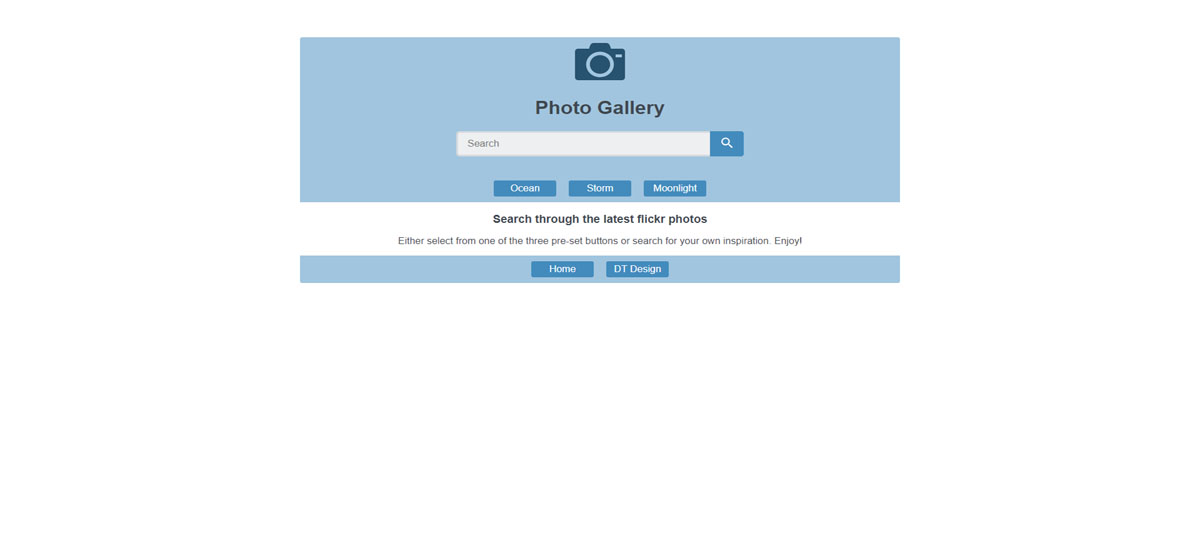 Photo Gallery
Search
Ocean Storm Moonlight
Search through the latest flickr photos
Either select from one of the three pre-set buttons or search for your own inspiration. Enjoy!
Home DT Design